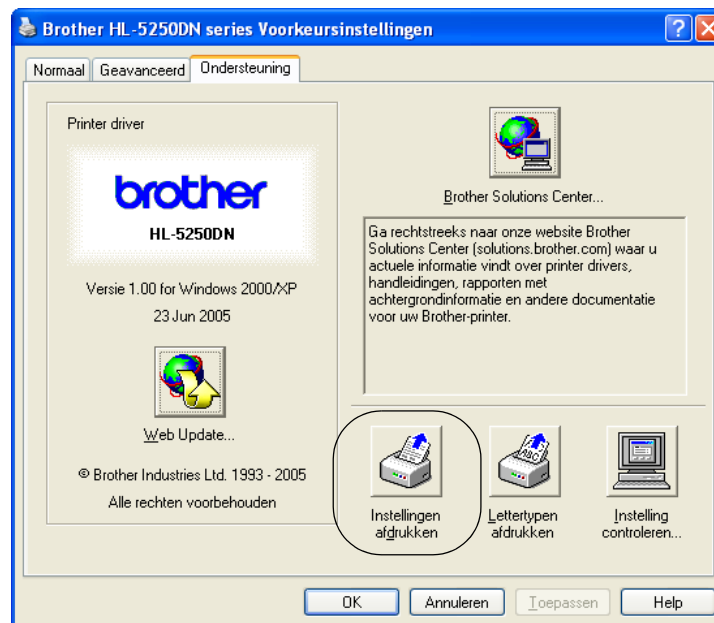 Brother HL-5250DN series Voorkeursinstellingen
Normaal Geavanceerd Ondersteuning
Printer driver
brother
HL-5250DN
Versie 1.00 for Windows 2000/XP
23 Jun 2005
Web Update...
© Brother Industries Ltd. 1993 - 2005
Alle rechten voorbehouden
Brother Solutions Center...
Ga rechtstreeks naar onze website Brother
Solutions Center (solutions.brother.com) waar u
actuele informatie vindt over printer drivers,
handleidingen, rapporten met
achtergrondinformatie en andere documentatie
voor uw Brother-printer.
Instellingen
afdrukken
ABC
Lettertypen
afdrukken
Instelling
controleren...
OK Annuleren Toepassen Help